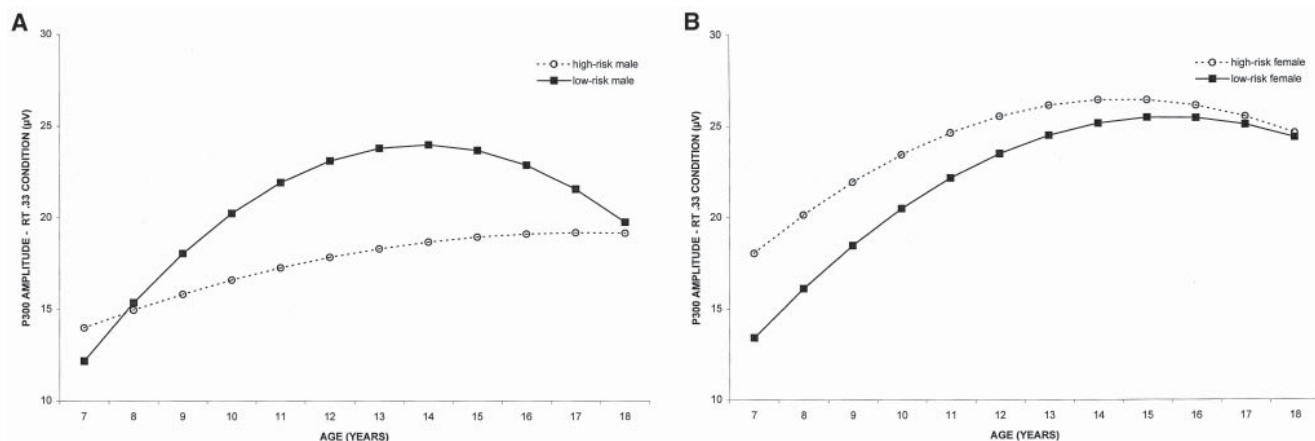 A
P300 AMPLITUDE - RT .33 CONDITION (µV)
30
25
20
15
10
high-risk male
low-risk male
7 8 9 10 11 12 13 14 15 16 17 18
AGE (YEARS)
B
P300 AMPLITUDE - RT .33 CONDITION (µV)
30
25
20
15
10
high-risk female
low-risk female
7 8 9 10 11 12 13 14 15 16 17 18
AGE (YEARS)